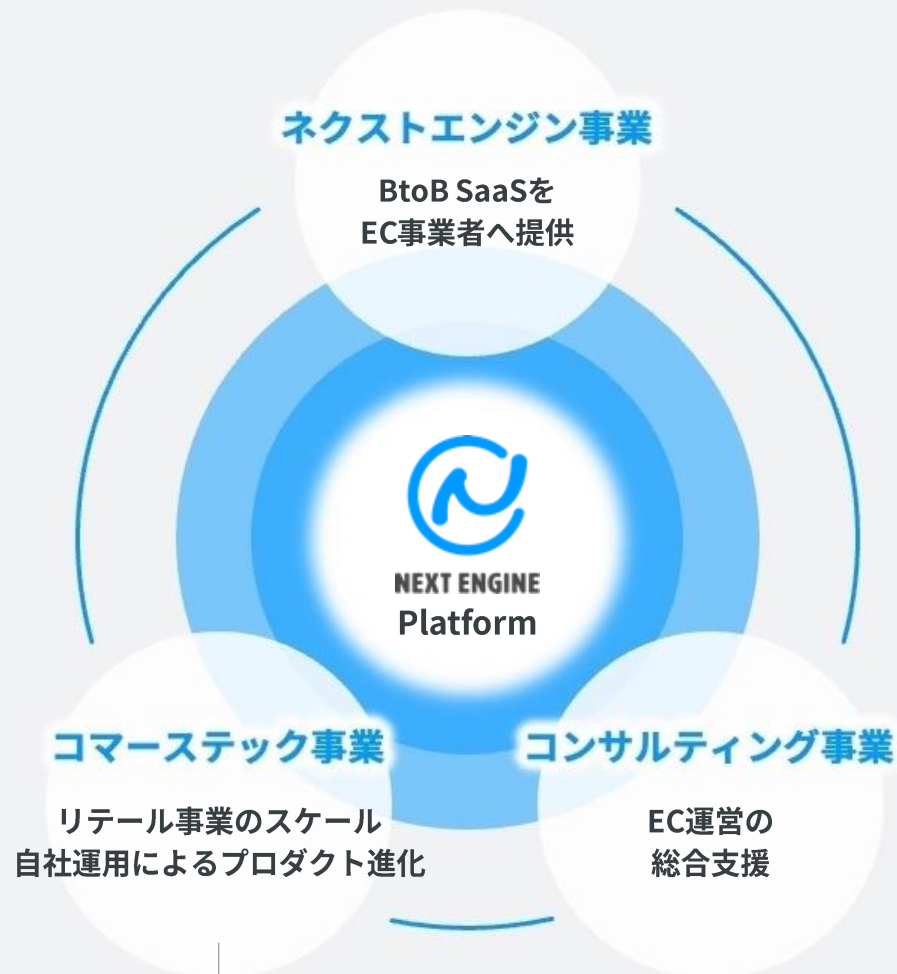 ネクストエンジン事業
BtoB SaaSを
EC事業者へ提供
NEXT ENGINE
Platform
コマーステック事業
リテール事業のスケール
自社運用によるプロダクト進化
コンサルティング事業
EC運営の
総合支援